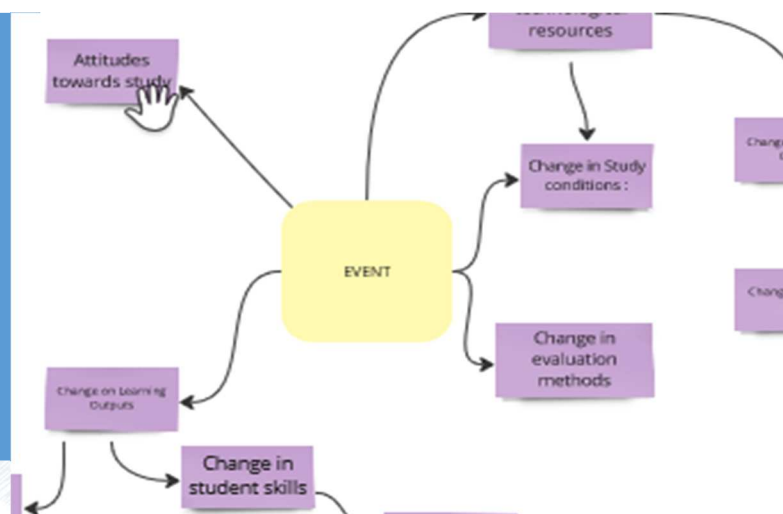 resources
Attitudes
towards study
Change in Study
conditions :
EVENT
Change in
evaluation
methods
Change on Learning
Outputs
Change in
student skills